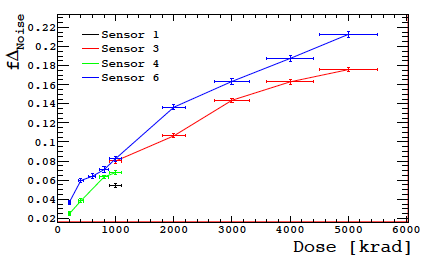 0.22
0.2
0.18
0.16
0.14
0.12
0.1
0.08
0.06
0.04
0.02
fΔNoise
Sensor 1
Sensor 3
Sensor 4
Sensor 6
0 1000 2000 3000 4000 5000 6000
Dose [krad]